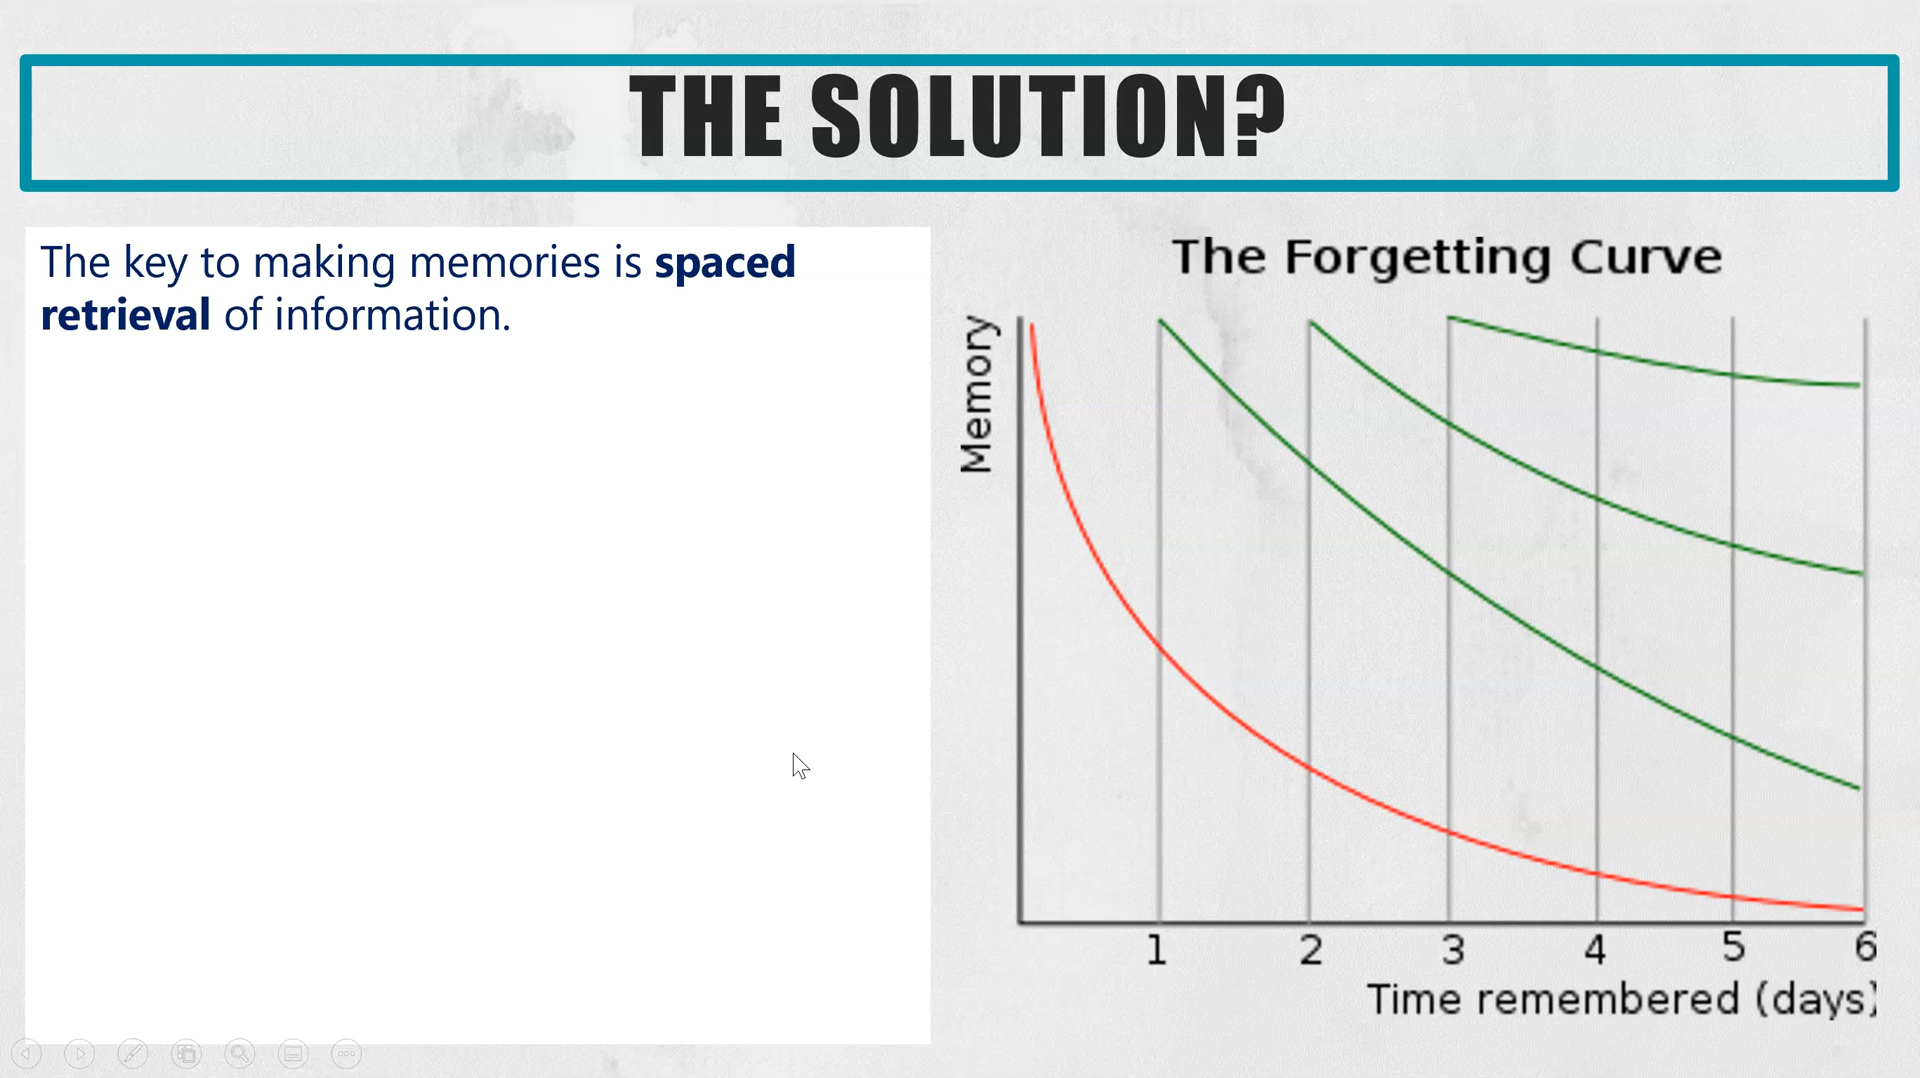 THE SOLUTION?
The key to making memories is spaced
retrieval of information.
The Forgetting Curve
Memory
1 2 3 4 5 6
Time remembered (days)